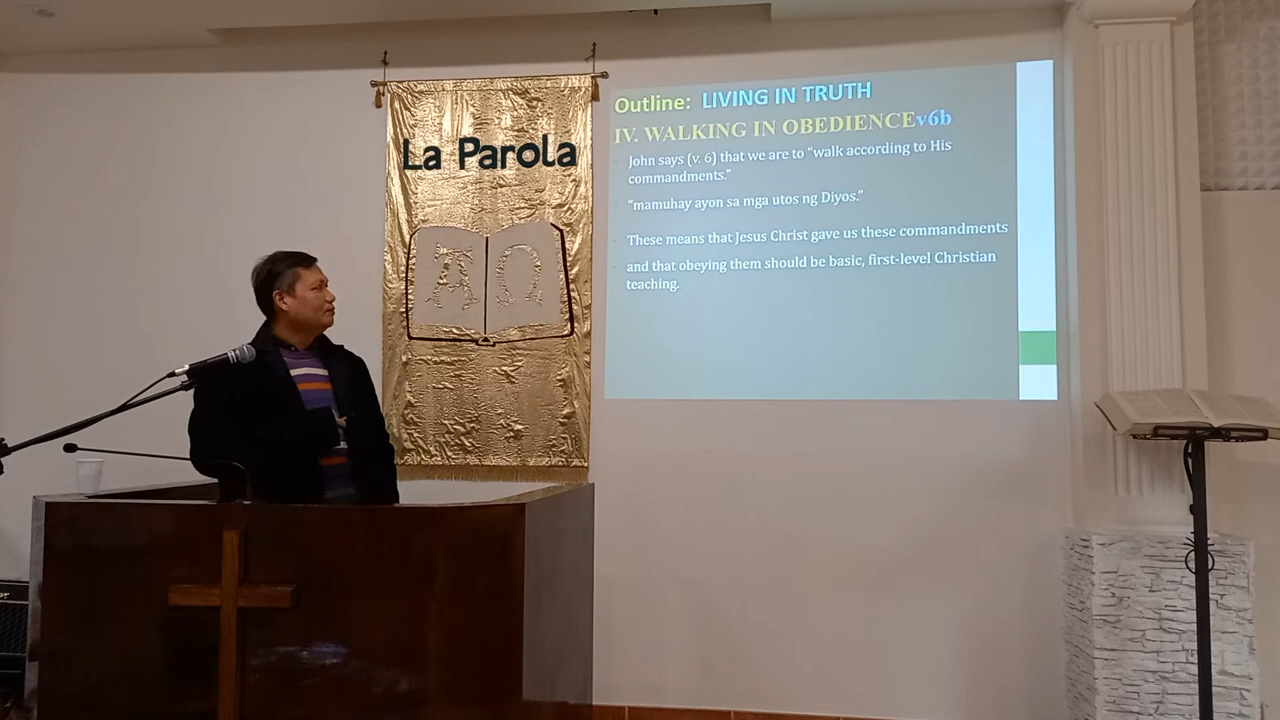 La Parola
Α Ω
Outline: LIVING IN TRUTH
IV. WALKING IN OBEDIENCEv6b
John says (v. 6) that we are to “walk according to His
commandments.”
“mamuhay ayon sa mga utos ng Diyos.”
These means that Jesus Christ gave us these commandments
and that obeying them should be basic, first-level Christian
teaching.